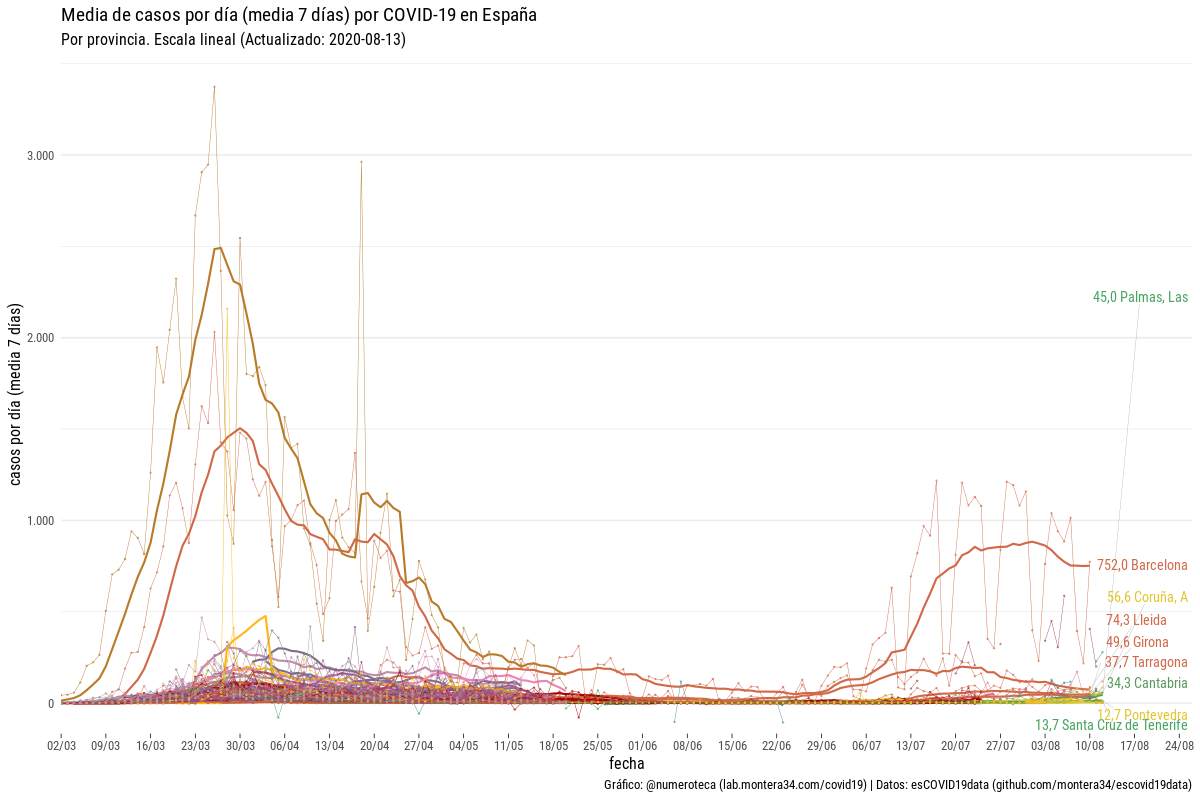 Media de casos por día (media 7 días) por COVID-19 en España
Por provincia. Escala lineal (Actualizado: 2020-08-13)
casos por día (media 7 días)
3.000
2.000
1.000
0
45,0 Palmas, Las
752,0 Barcelona
56,6 Coruña, A
74,3 Lleida
49,6 Girona
37,7 Tarragona
34,3 Cantabria
12,7 Pontevedra
13,7 Santa Cruz de Tenerife
02/03 09/03 16/03 23/03 30/03 06/04 13/04 20/04 27/04 04/05 11/05 18/05 25/05 01/06 08/06 15/06 22/06 29/06 06/07 13/07 20/07 27/07 03/08 10/08 17/08 24/08
fecha
Gráfico: @numeroteca (lab.montera34.com/covid19) | Datos: esCOVID19data (github.com/montera34/escovid19data)